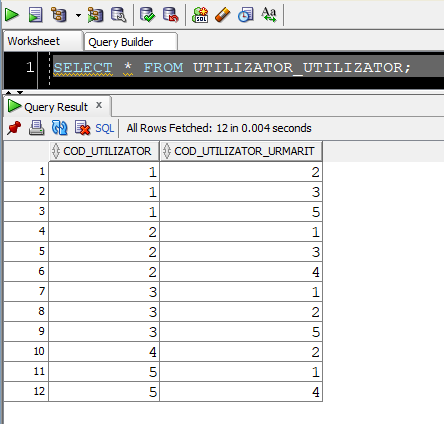 SQL Aa
Worksheet Query Builder
1 SELECT * FROM UTILIZATOR_UTILIZATOR;
Query Result x
SQL All Rows Fetched: 12 in 0.004 seconds
COD_UTILIZATOR COD_UTILIZATOR_URMARIT
1 1 2
2 1 3
3 1 5
4 2 1
5 2 3
6 2 4
7 3 1
8 3 2
9 3 5
10 4 2
11 5 1
12 5 4